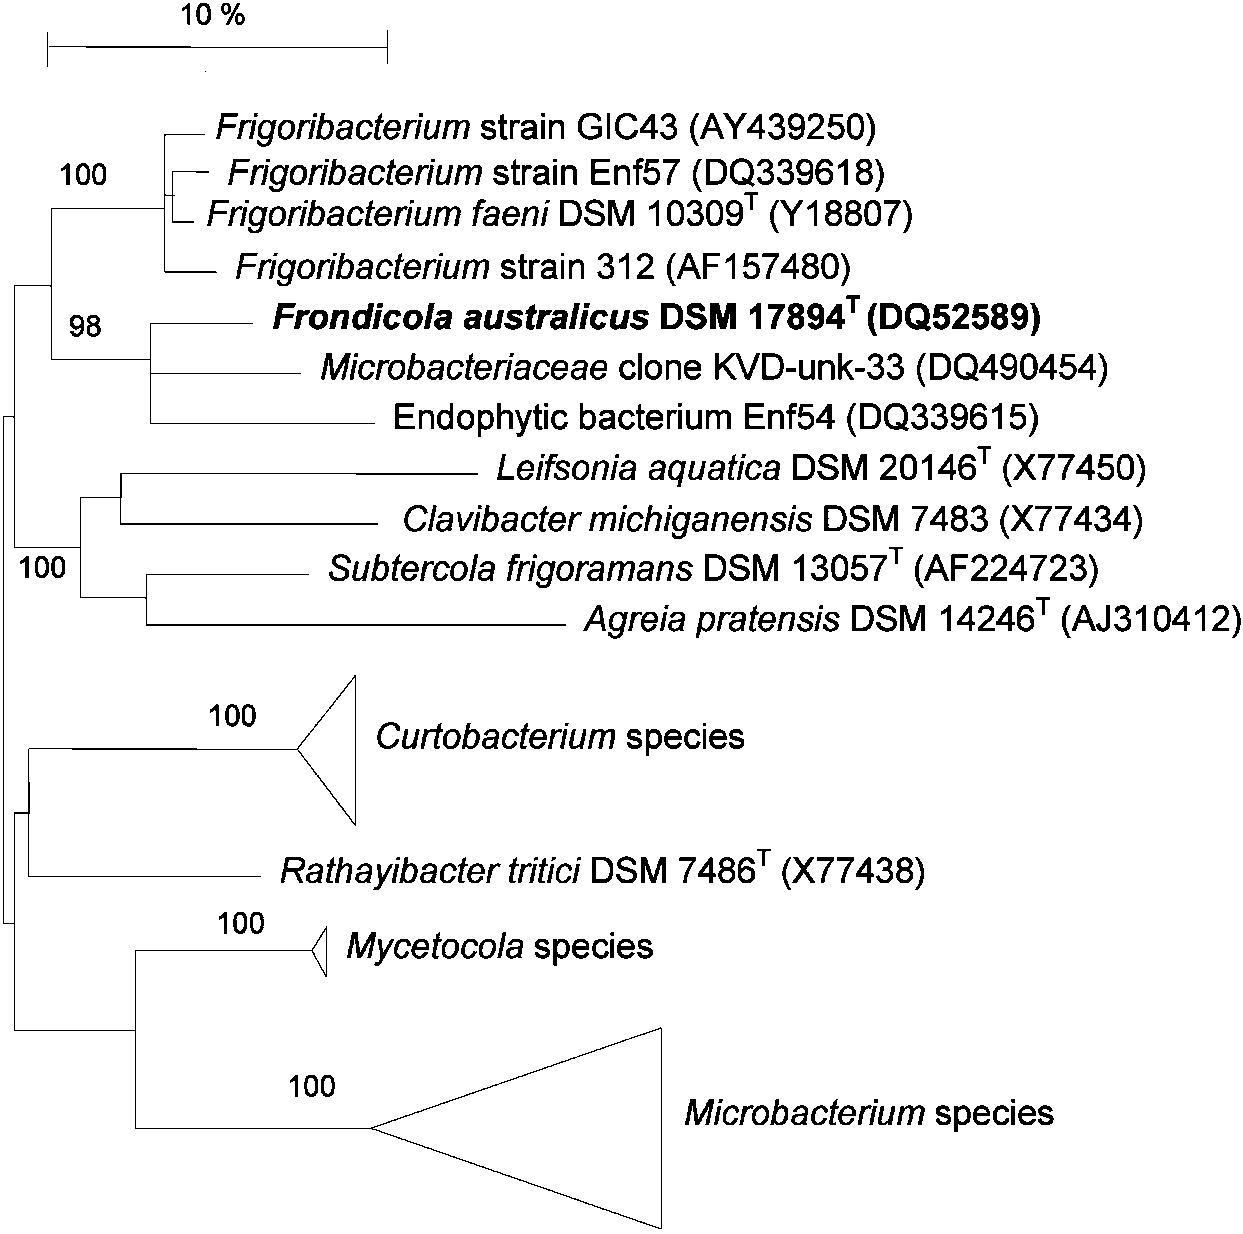 10 %
Frigoribacterium strain GIC43 (AY439250)
100
Frigoribacterium strain Enf57 (DQ339618)
Frigoribacterium faeni DSM 10309T (Y18807)
Frigoribacterium strain 312 (AF157480)
98
Frondicola australicus DSM 17894T (DQ52589)
Microbacteriaceae clone KVD-unk-33 (DQ490454)
Endophytic bacterium Enf54 (DQ339615)
Leifsonia aquatica DSM 20146T (X77450)
Clavibacter michiganensis DSM 7483 (X77434)
100
Subtercola frigoramans DSM 13057T (AF224723)
Agreia pratensis DSM 14246T (AJ310412)
100
Curtobacterium species
Rathayibacter tritici DSM 7486T (X77438)
100
Mycetocola species
100
Microbacterium species